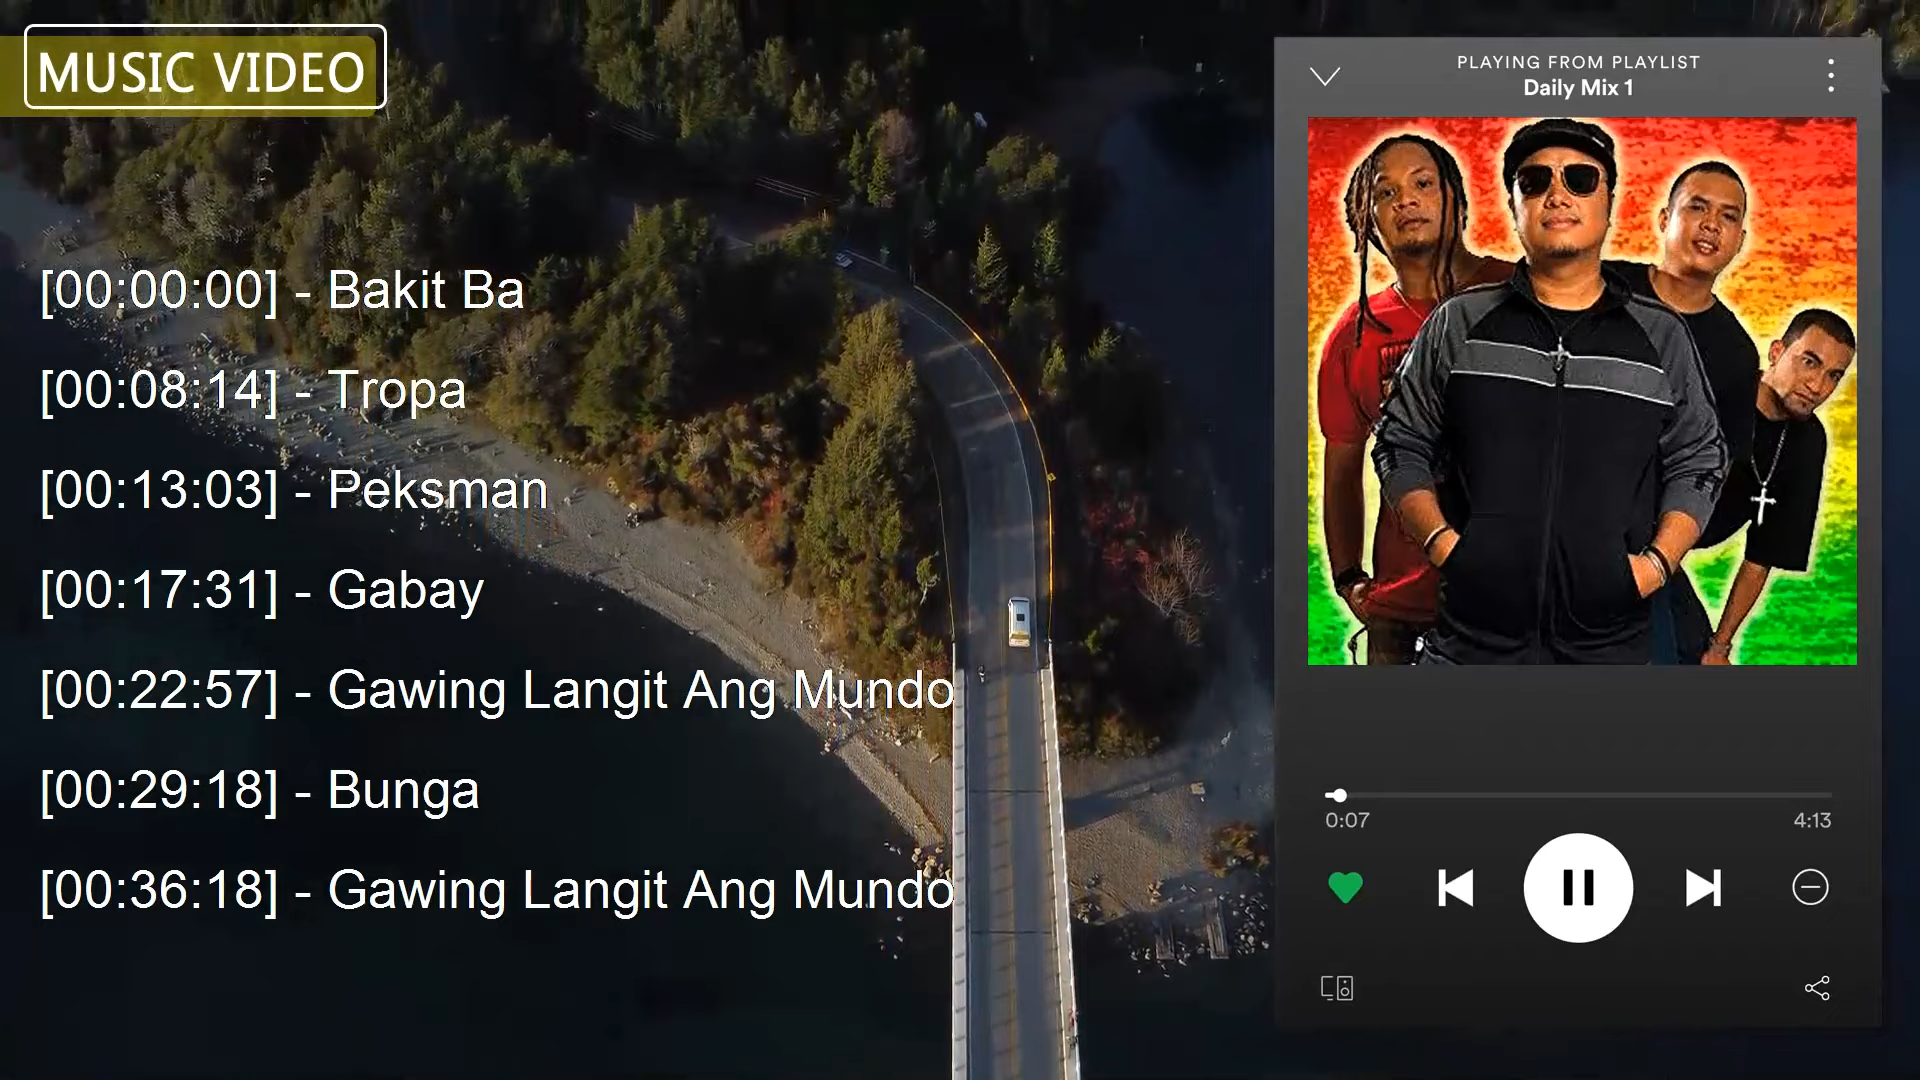 MUSIC VIDEO
[00:00:00] - Bakit Ba
[00:08:14] - Tropa
[00:13:03] - Peksman
[00:17:31] - Gabay
[00:22:57] - Gawing Langit Ang Mundo
[00:29:18] - Bunga
[00:36:18] - Gawing Langit Ang Mundo
PLAYING FROM PLAYLIST
Daily Mix 1
0:07
4:13